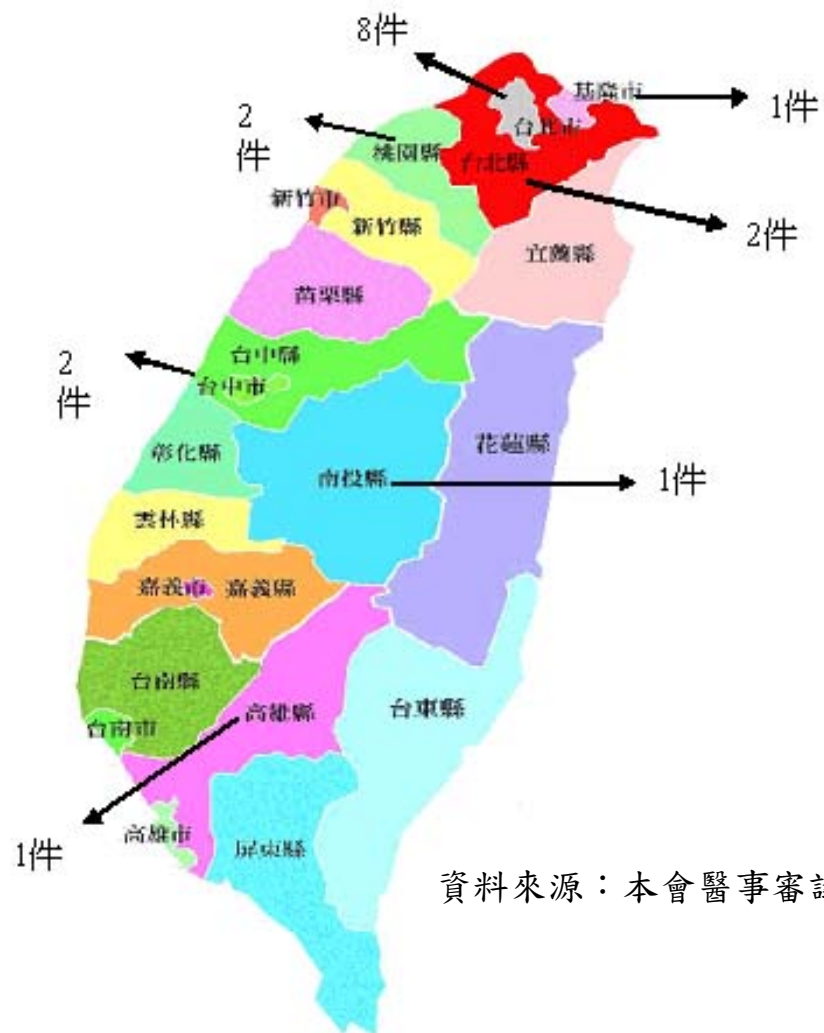 8件
基隆市
1件
2
件
台北市
桃園縣
台北縣
新竹市
新竹縣
2件
宜蘭縣
苗栗縣
台中縣
2
件
台中市
花蓮縣
彰化縣
南投縣
1件
雲林縣
嘉義市
嘉義縣
台南縣
台東縣
高雄縣
台南市
高雄市
1件
屏東縣
資料來源：本會醫事審